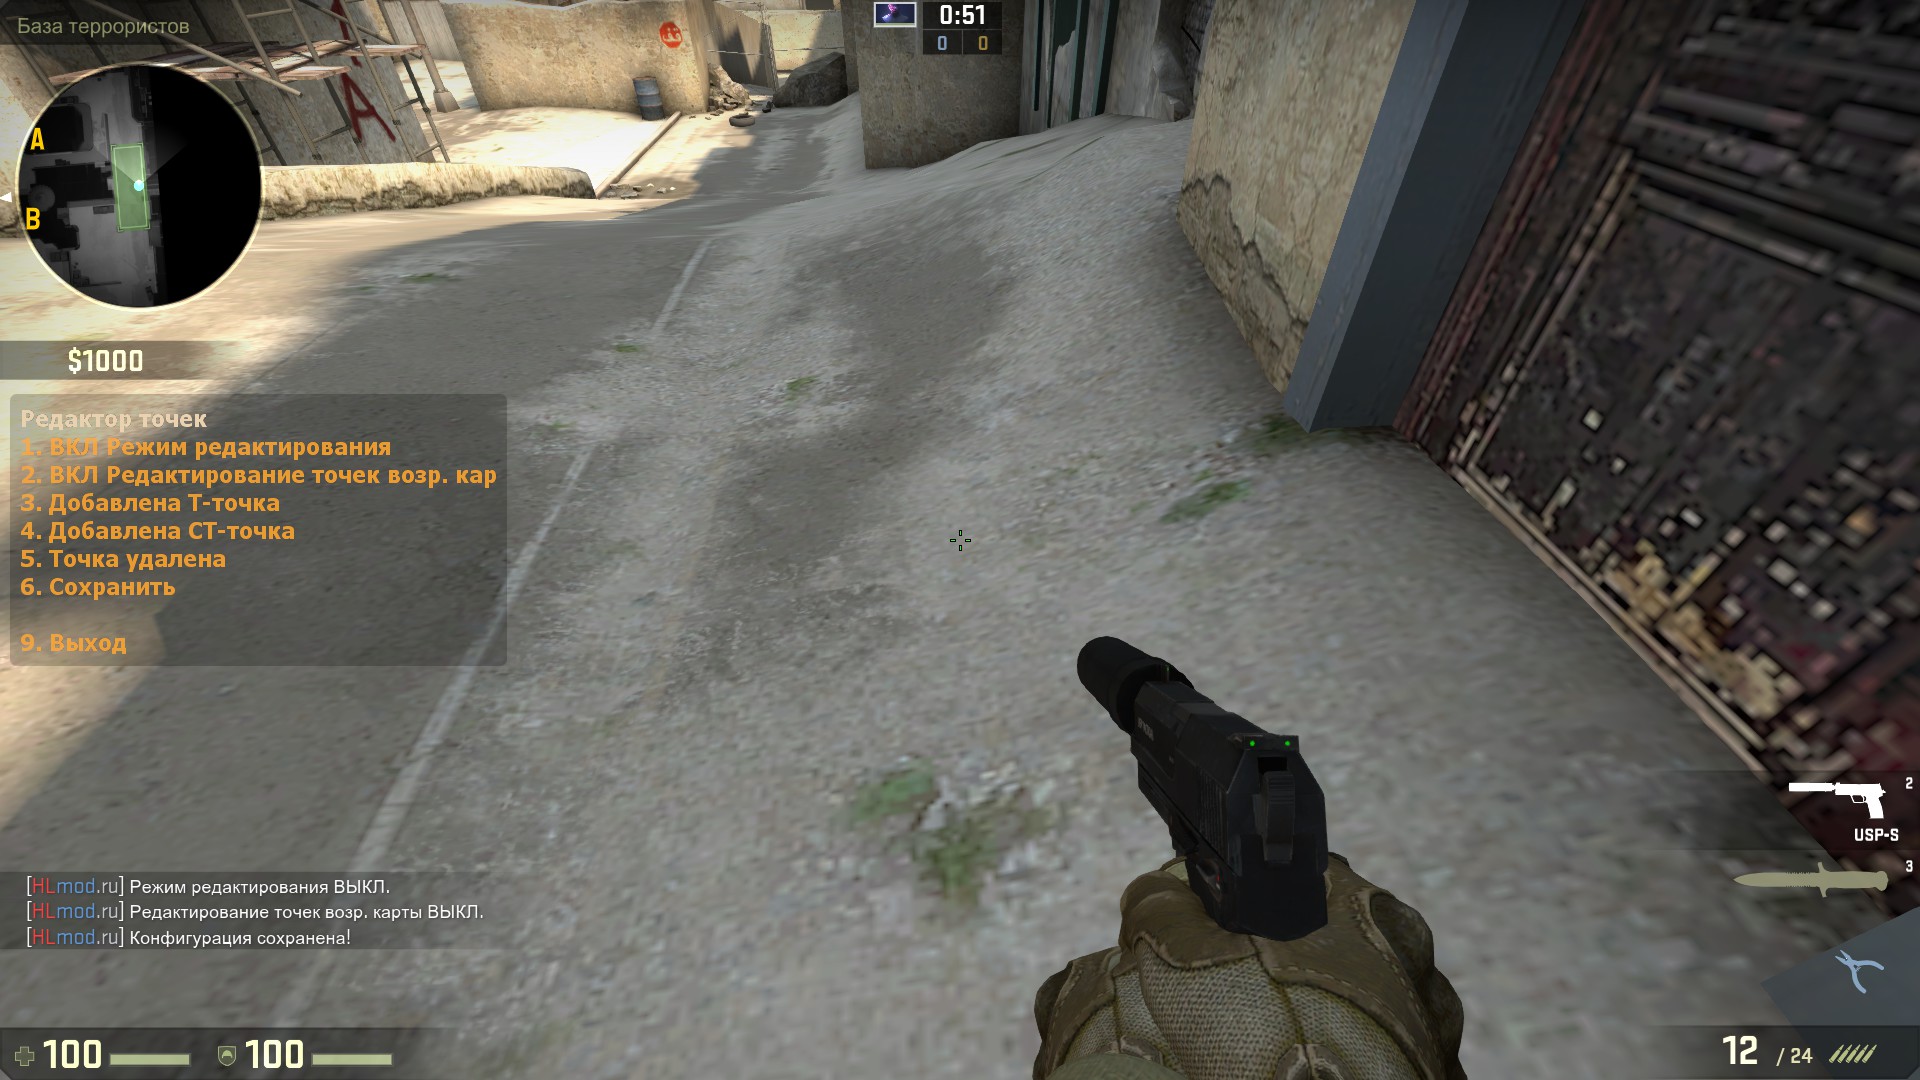 База террористов
0:51
0 0
A
B
A
$1000
Редактор точек
1. ВКЛ Режим редактирования
2. ВКЛ Редактирование точек возр. кар
3. Добавлена Т-точка
4. Добавлена СТ-точка
5. Точка удалена
6. Сохранить
9. Выход
[HLmod.ru] Режим редактирования ВЫКЛ.
[HLmod.ru] Редактирование точек возр. карты ВЫКЛ.
[HLmod.ru] Конфигурация сохранена!
2
USP-S
3
100 100
12 / 24